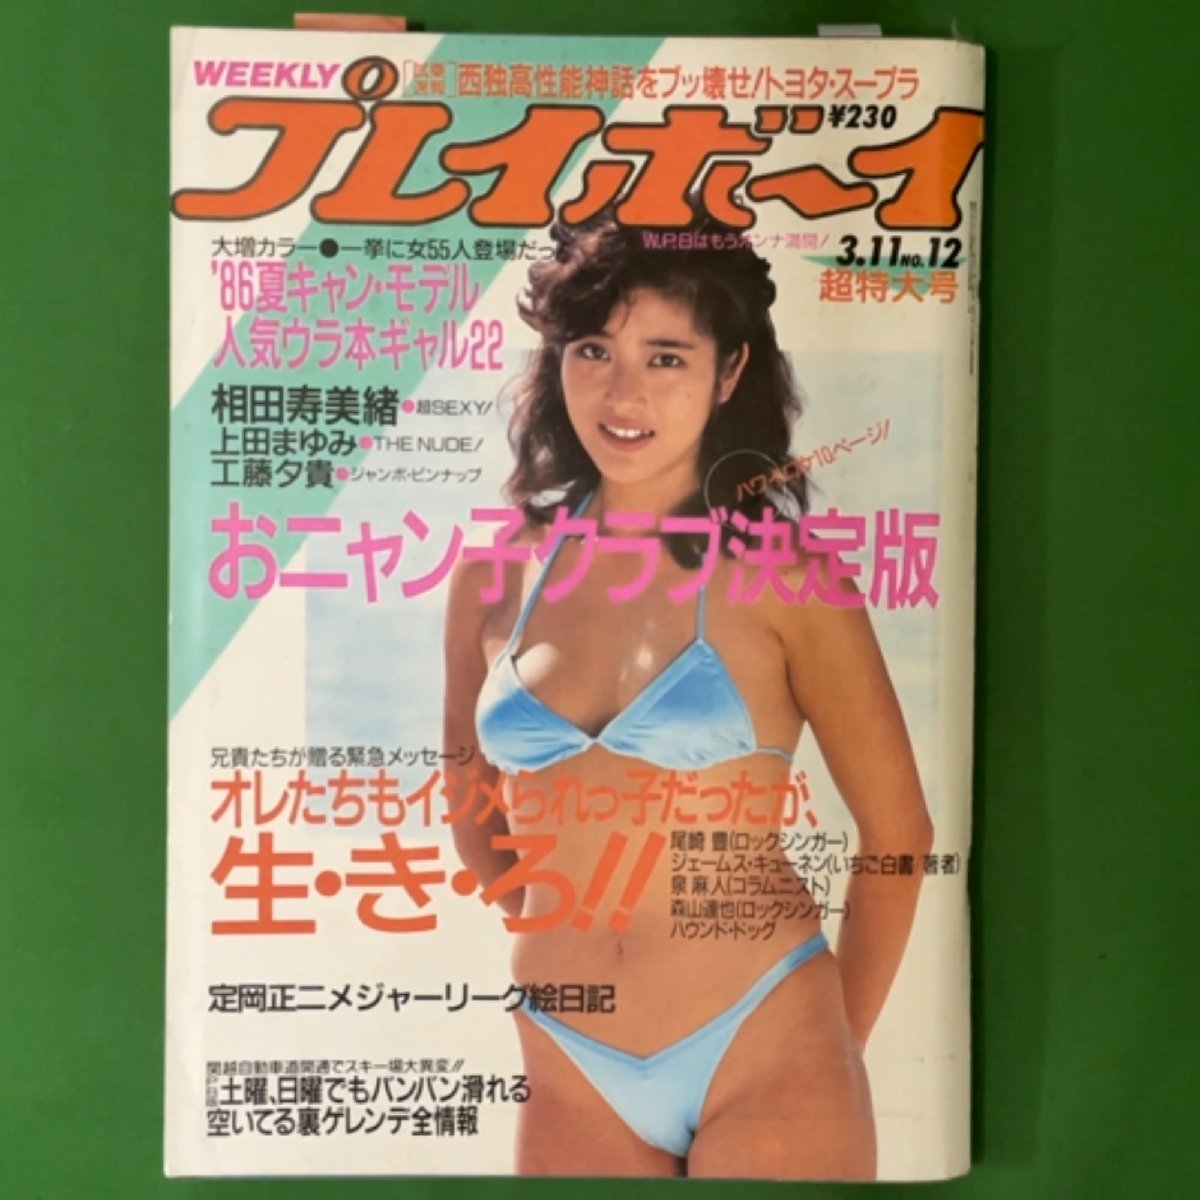 WEEKLY
[試乗速報]西独高性能神話をブッ壊せ!トヨタ・スープラ
プレイボーイ
¥230
W.P.日はもうオンナ満開!
3.11 NO.12
超特大号
大増カラー●一挙に女55人登場だっ
'86夏キャン・モデル
人気ウラ本ギャル22
相田寿美緒●超SEXY!
上田まゆみ●THE NUDE!
工藤夕貴●ジャンボ・ピンナップ
ハワイロケ10ページ!
おニャン子クラブ決定版
兄貴たちが贈る緊急メッセージ
オレたちもイジメられっ子だったが、
生・き・ろ!!
尾崎 豊(ロックシンガー)
ジェームス・キューネン(いちご白書 著者)
泉 麻人(コラムニスト)
森山達也(ロックシンガー)
ハウンド・ドッグ
定岡正二メジャーリーグ絵日記
関越自動車道開通でスキー場大異変!!
土曜、日曜でもバンバン滑れる
空いてる裏ゲレンデ全情報